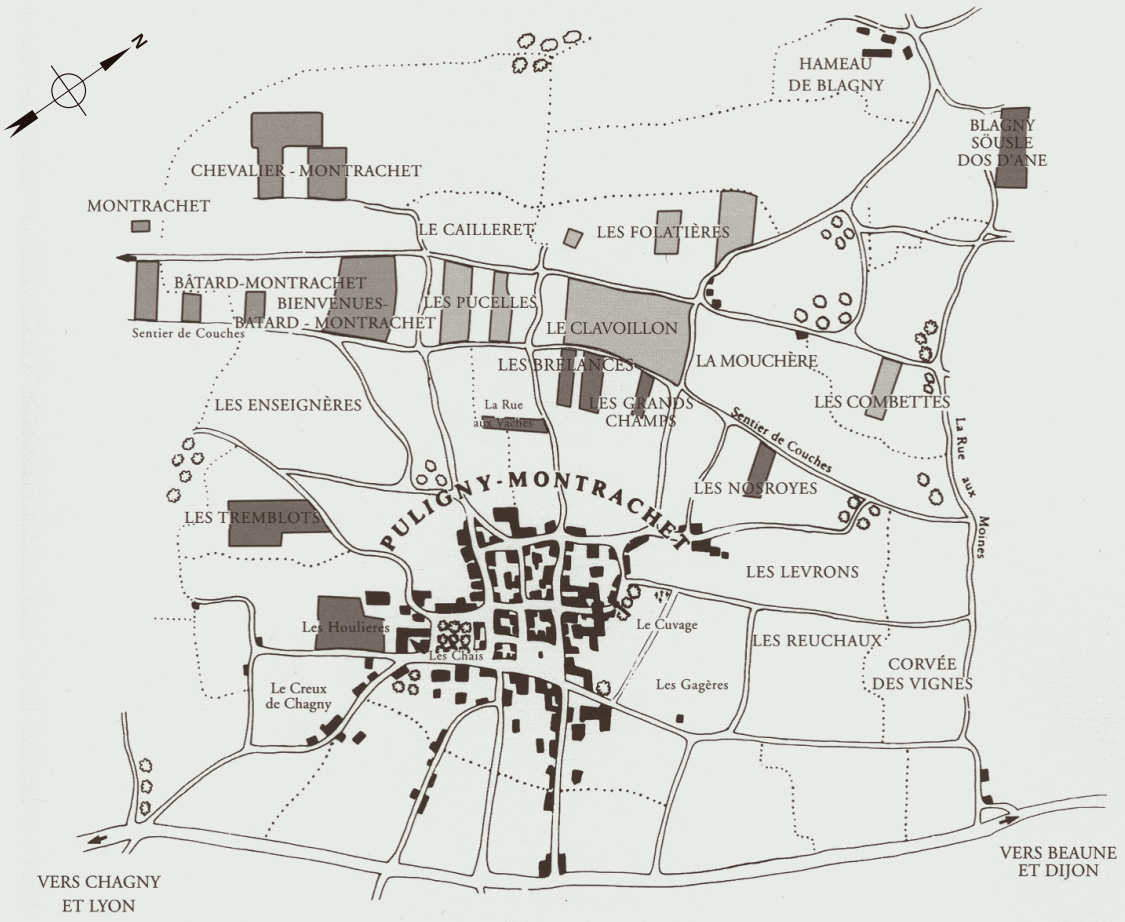 N
HAMEAU
DE BLAGNY
BLAGNY
SÖUSLE
DOS D'ANE
CHEVALIER - MONTRACHET
MONTRACHET
LE CAILLERET
LES FOLATIÈRES
BÂTARD-MONTRACHET
BIENVENUES-
BATARD - MONTRACHET
LES PUCELLES
Sentier de Couches
LE CLAVOILLON
LES BRELANCES
LA MOUCHÈRE
LES ENSEIGNÈRES
La Rue
aux Vaches
LES GRANDS
CHAMPS
LES COMBETTES
Sentier de Couches
La Rue aux Moines
PULIGNY-MONTRACHET
LES NOSROYES
LES TREMBLOTS
LES LEVRONS
Les Houlieres
Le Cuvage
LES REUCHAUX
Les Chais
CORVÉE
DES VIGNES
Le Creux
de Chagny
Les Gagères
VERS CHAGNY
ET LYON
VERS BEAUNE
ET DIJON